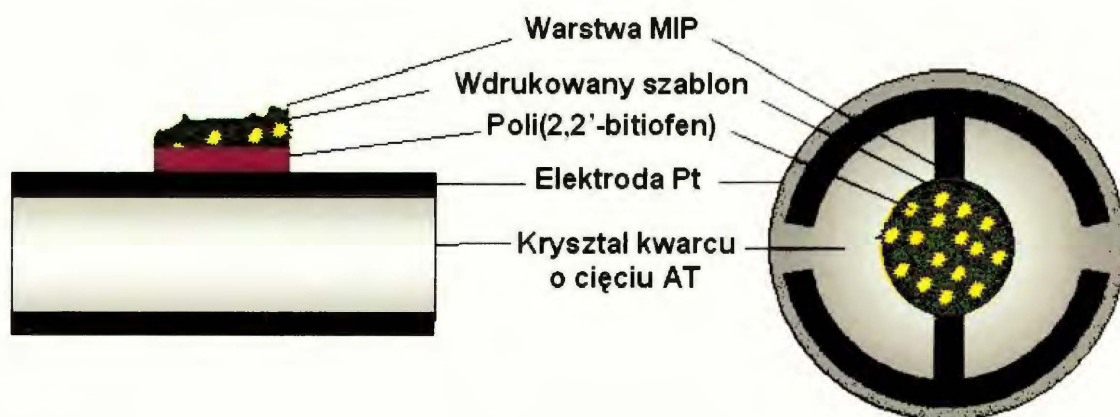 Warstwa MIP
Wdrukowany szablon
Poli(2,2'-bitiofen)
Elektroda Pt
Kryształ kwarcu
o cięciu AT